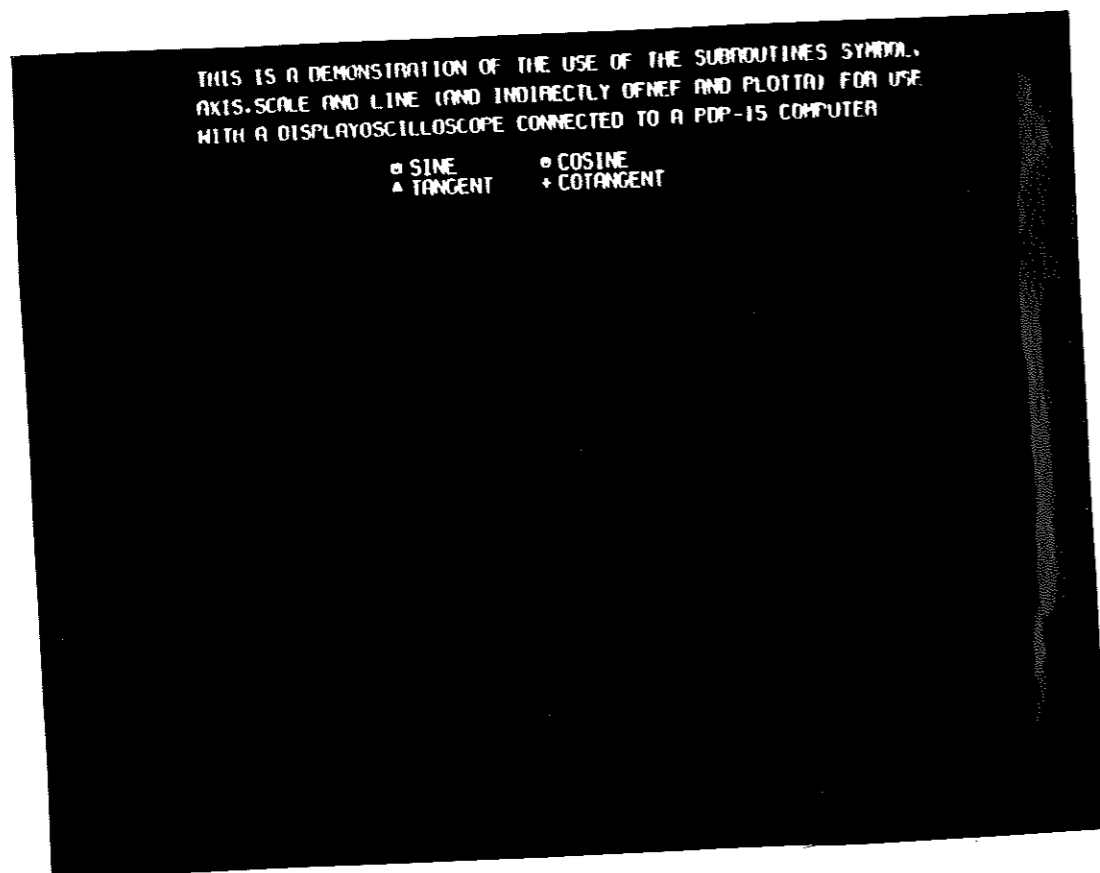 THIS IS A DEMONSTRATION OF THE USE OF THE SUBROUTINES SYMBOL,
AXIS,SCALE AND LINE (AND INDIRECTLY OFNEF AND PLOTTA) FOR USE
WITH A DISPLAYOSCILLOSCOPE CONNECTED TO A PDP-15 COMPUTER
SINE COSINE
TANGENT + COTANGENT